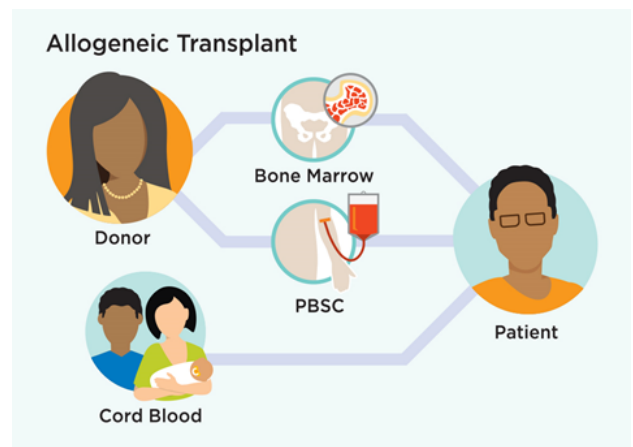 Allogeneic Transplant
Bone Marrow
Donor
PBSC
Patient
Cord Blood